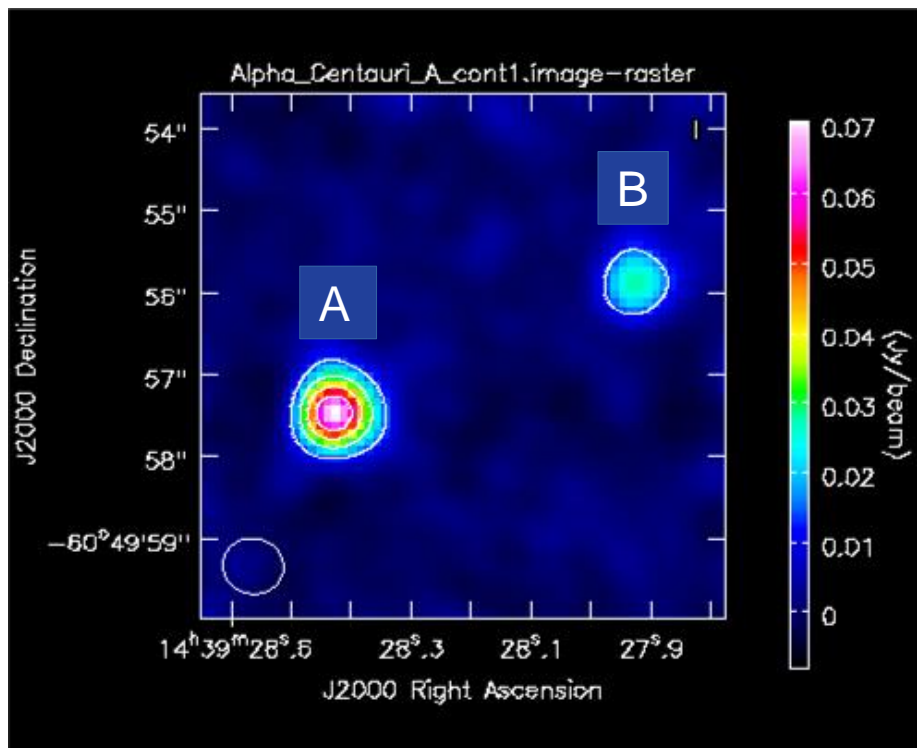 Alpha_Centauri_A_cont1.image-raster
54"
55"
56"
57"
58"
-60°49'59"
A
B
14ʰ39ᵐ28ˢ.6
28ˢ.3
28ˢ.1
27ˢ.9
J2000 Right Ascension
J2000 Declination
0.07
0.06
0.05
0.04
0.03
0.02
0.01
0
(Jy/beam)